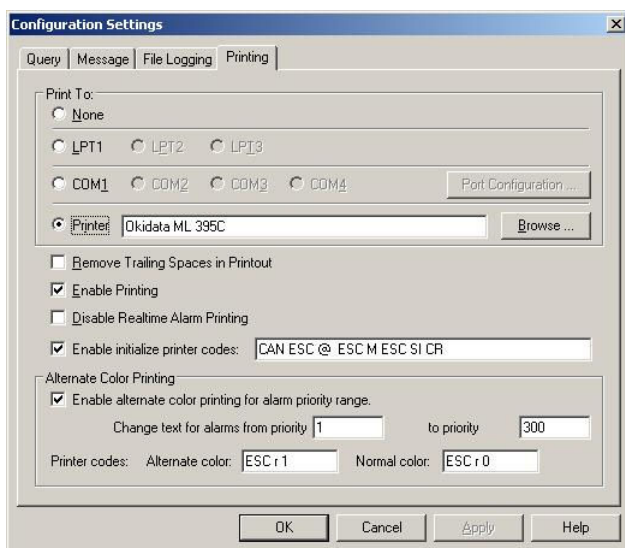 Configuration Settings
Query Message File Logging Printing
Print To:
None
LPT1 LPT2 LPT3
COM1 COM2 COM3 COM4 Port Configuration ...
Printer Okidata ML 395C Browse ...
Remove Trailing Spaces in Printout
Enable Printing
Disable Realtime Alarm Printing
Enable initialize printer codes: CAN ESC @ ESC M ESC SI CR
Alternate Color Printing
Enable alternate color printing for alarm priority range.
Change text for alarms from priority 1 to priority 300
Printer codes: Alternate color: ESC r 1 Normal color: ESC r 0
OK Cancel Apply Help